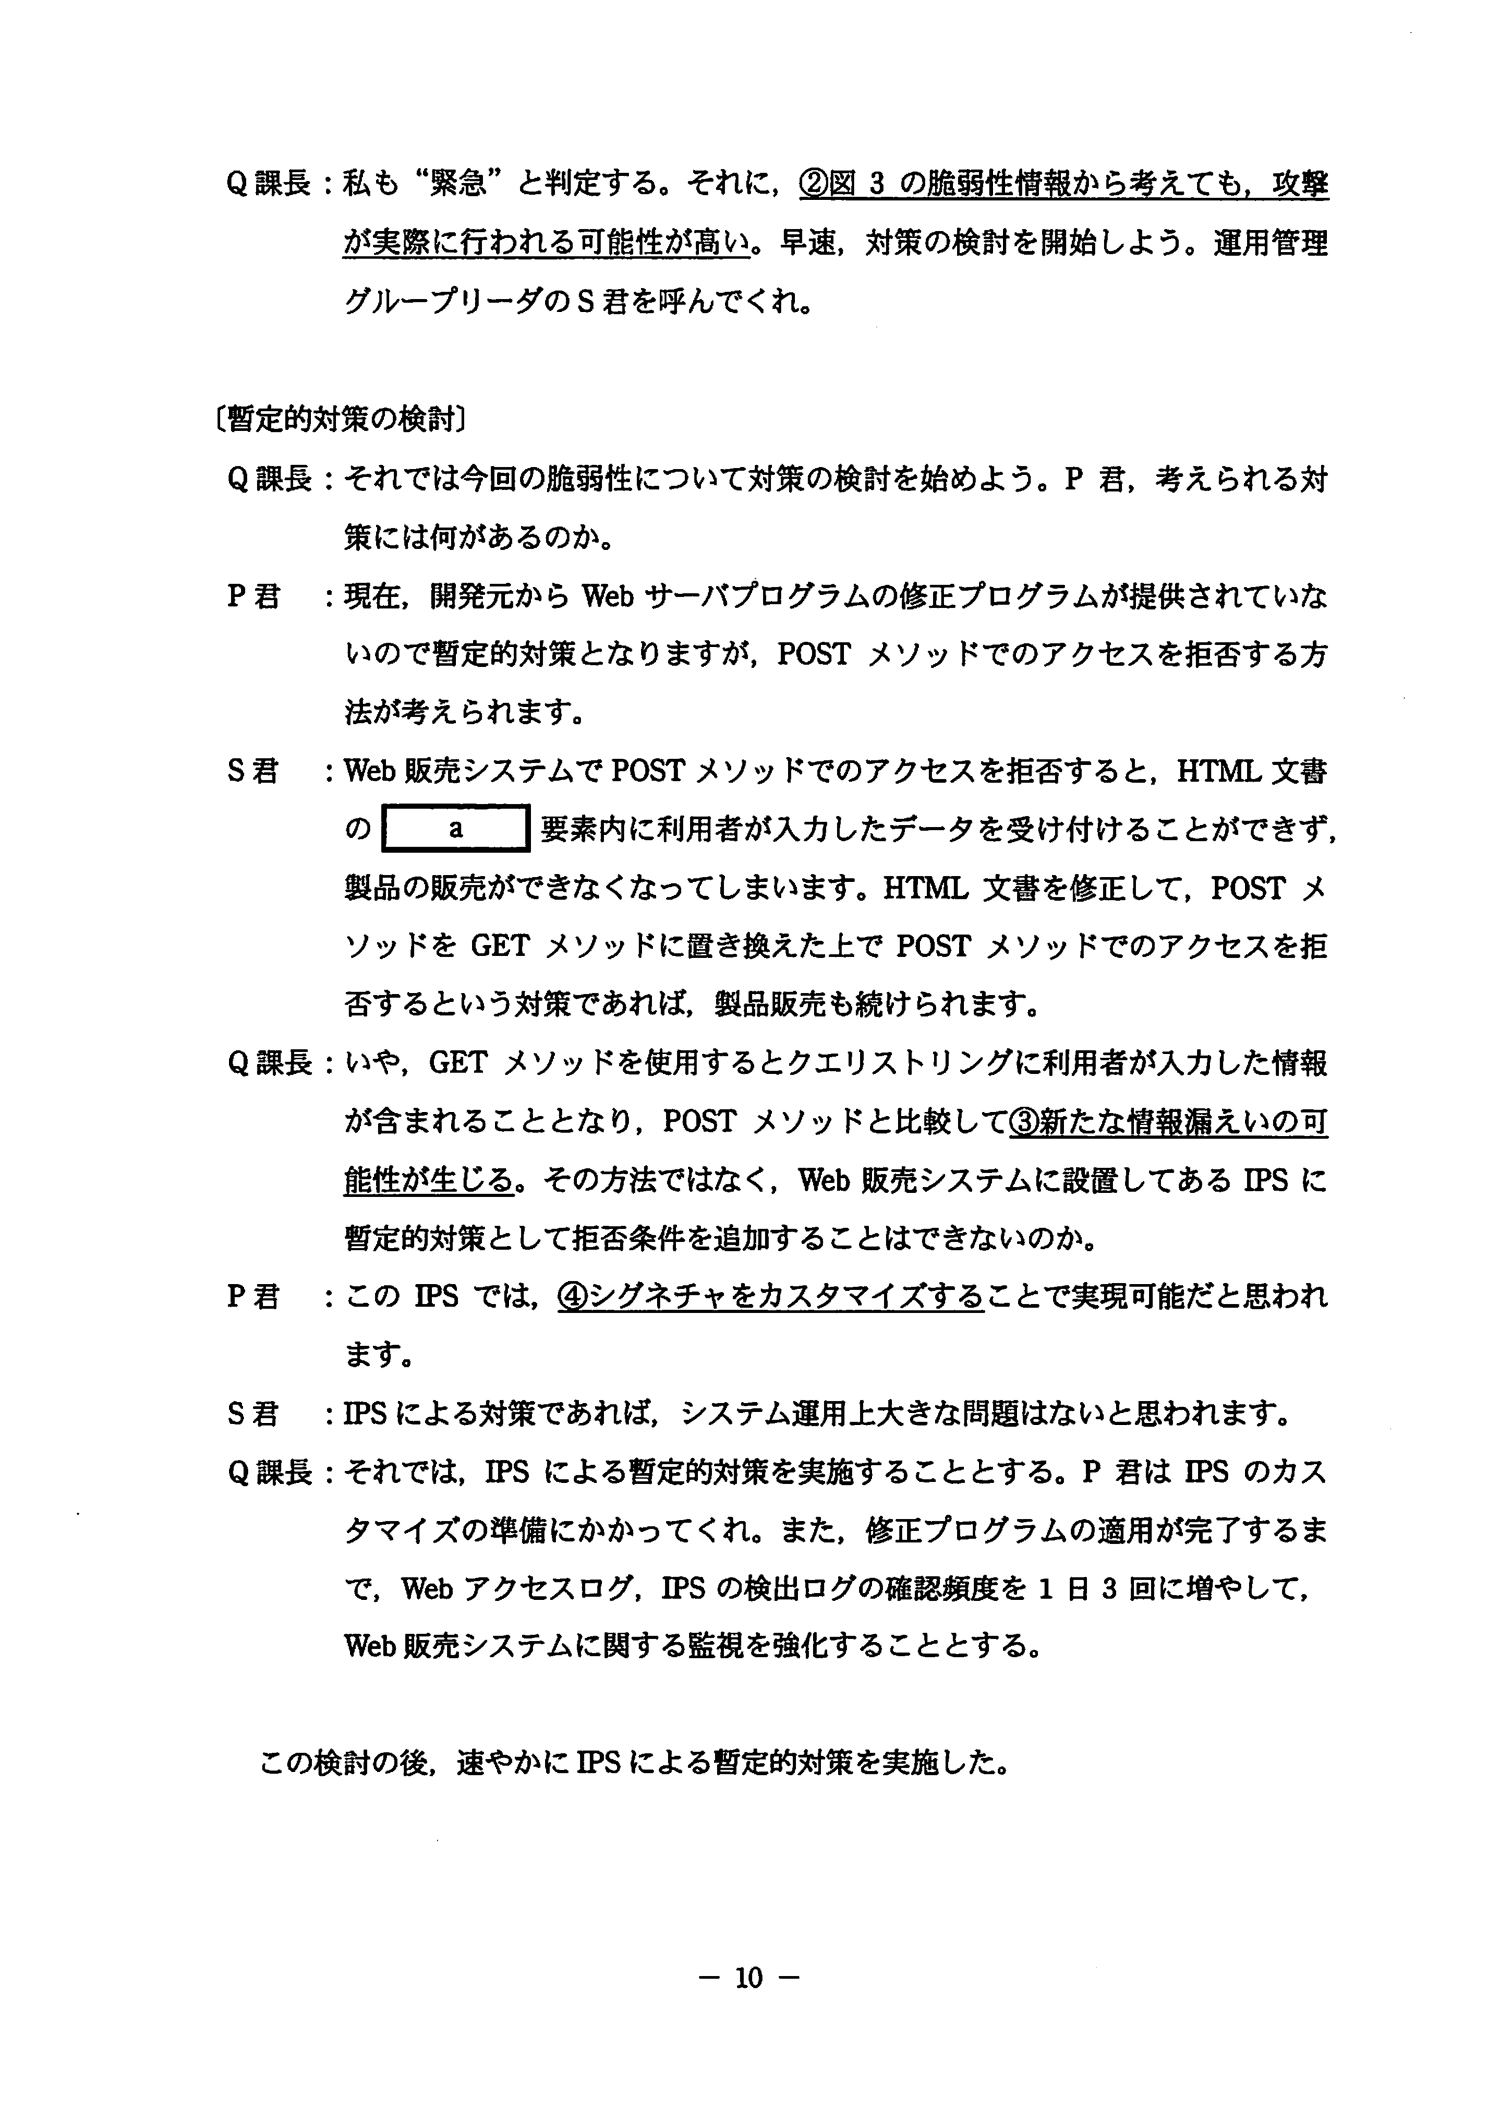 Q 課長：私も“緊急”と判定する。それに，②図 3 の脆弱性情報から考えても，攻撃
が実際に行われる可能性が高い。早速，対策の検討を開始しよう。運用管理
グループリーダの S 君を呼んでくれ。
〔暂定的対策の検討〕
Q 課長：それでは今回の脆弱性について対策の検討を始めよう。P 君，考えられる対
策には何があるのか。
P 君　：現在，開発元から Web サーバプログラムの修正プログラムが提供されていな
いので暫定的対策となりますが，POST メソッドでのアクセスを拒否する方
法が考えられます。
S 君　：Web 販売システムで POST メソッドでのアクセスを拒否すると，HTML 文書
の a 要素内に利用者が入力したデータを受け付けることができず，
製品の販売ができなくなってしまいます。HTML 文書を修正して，POST メ
ソッドを GET メソッドに置き換えた上で POST メソッドでのアクセスを拒
否するという対策であれば，製品販売も続けられます。
Q 課長：いや，GET メソッドを使用するとクエリストリングに利用者が入力した情報
が含まれることとなり，POST メソッドと比較して③新たな情報漏えいの可
能性が生じる。その方法ではなく，Web 販売システムに設置してある IPS に
暫定的対策として拒否条件を追加することはできないのか。
P 君　：この IPS では，④シグネチャをカスタマイズすることで実現可能だと思われ
ます。
S 君　：IPS による対策であれば，システム運用上大きな問題はないと思われます。
Q 課長：それでは，IPS による暫定的対策を実施することとする。P 君は IPS のカス
タマイズの準備にかかってくれ。また，修正プログラムの適用が完了するま
で，Web アクセスログ，IPS の検出ログの確認頻度を 1 日 3 回に増やして，
Web 販売システムに関する監視を強化することとする。
この検討の後，速やかに IPS による暫定的対策を実施した。
－ 10 －